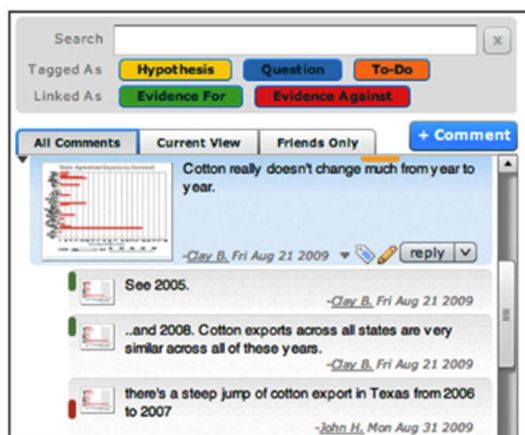 Search
x
Tagged As Hypothesis Question To-Do
Linked As Evidence For Evidence Against
All Comments Current View Friends Only + Comment
Cotton really doesn't change much from year to
year.
-Clay B. Fri Aug 21 2009 reply
See 2005.
-Clay B. Fri Aug 21 2009
..and 2008. Cotton exports across all states are very
similar across all of these years.
-Clay B. Fri Aug 21 2009
there's a steep jump of cotton export in Texas from 2006
to 2007
-John H. Mon Aug 31 2009